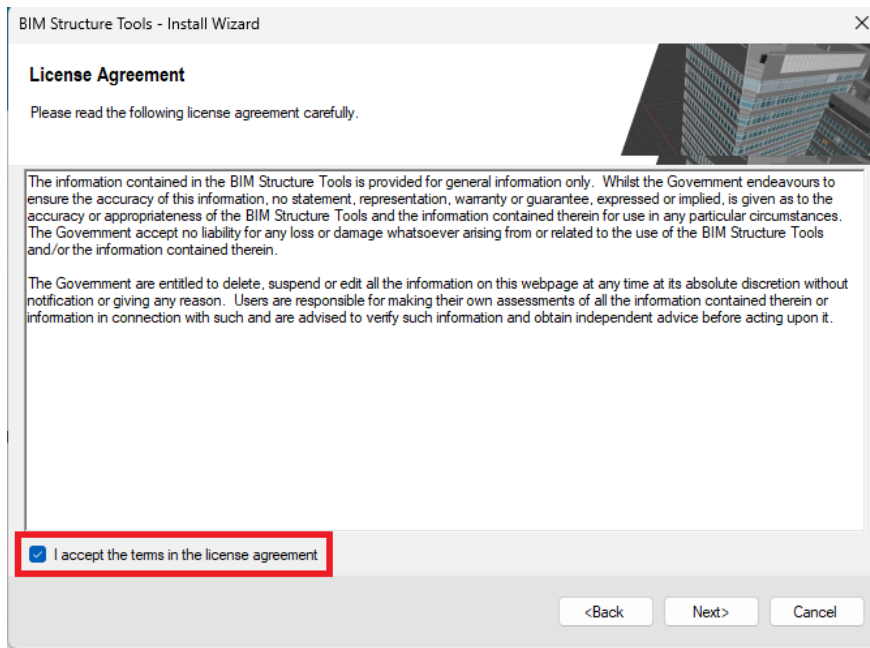 BIM Structure Tools - Install Wizard
License Agreement
Please read the following license agreement carefully.
The information contained in the BIM Structure Tools is provided for general information only.  Whilst the Government endeavours to
ensure the accuracy of this information, no statement, representation, warranty or guarantee, expressed or implied, is given as to the
accuracy or appropriateness of the BIM Structure Tools and the information contained therein for use in any particular circumstances.
The Government accept no liability for any loss or damage whatsoever arising from or related to the use of the BIM Structure Tools
and/or the information contained therein.
The Government are entitled to delete, suspend or edit all the information on this webpage at any time at its absolute discretion without
notification or giving any reason.  Users are responsible for making their own assessments of all the information contained therein or
information in connection with such and are advised to verify such information and obtain independent advice before acting upon it.
I accept the terms in the license agreement
<Back Next> Cancel